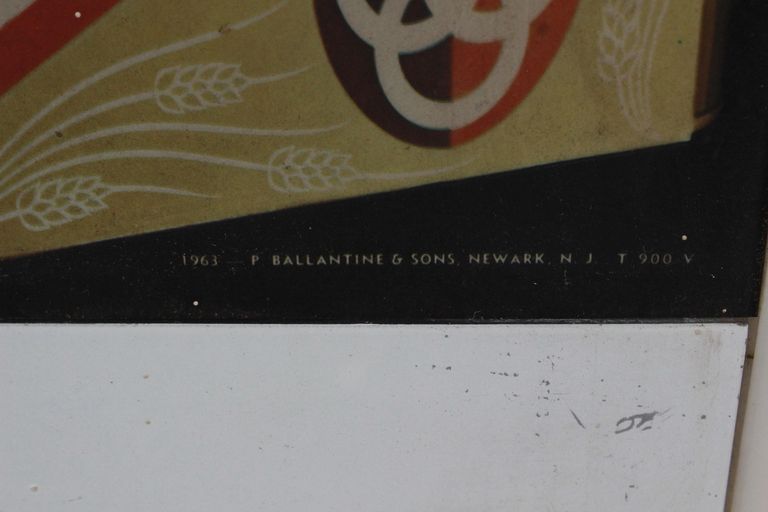 1963 — P BALLANTINE & SONS, NEWARK, N. J. T 900 V